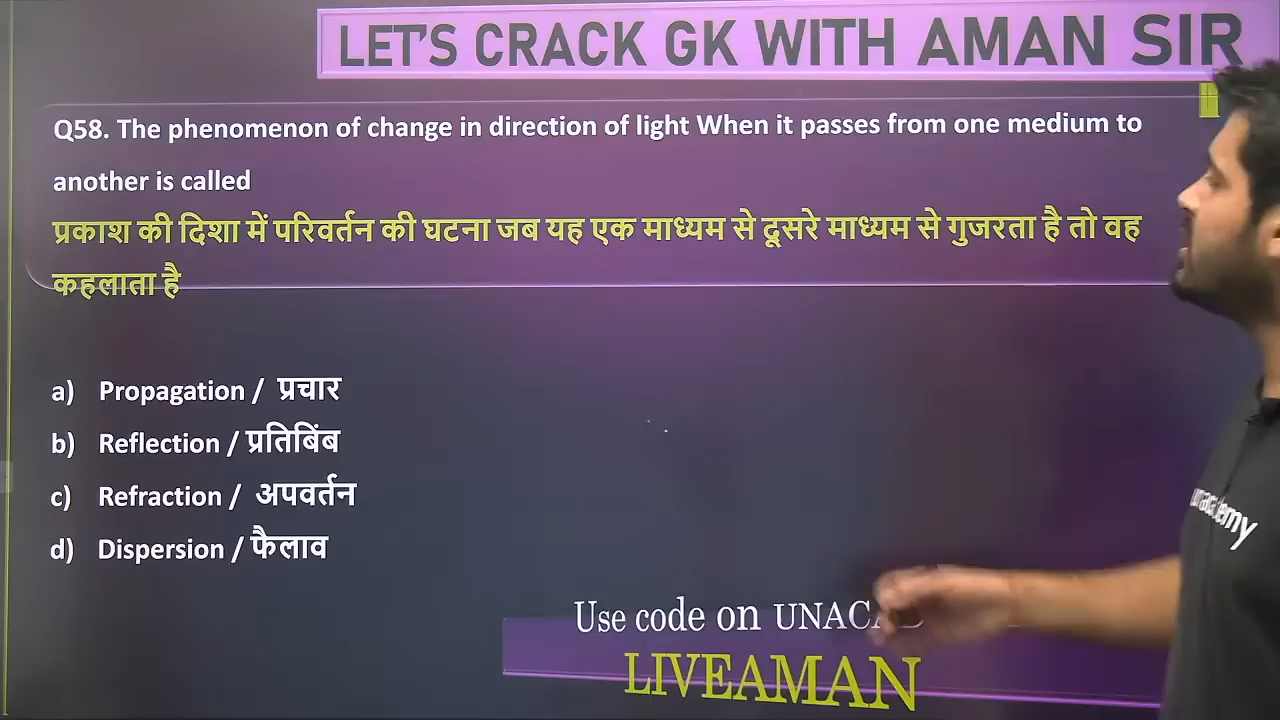 LET'S CRACK GK WITH AMAN SIR
Q58. The phenomenon of change in direction of light When it passes from one medium to
another is called
प्रकाश की दिशा में परिवर्तन की घटना जब यह एक माध्यम से दूसरे माध्यम से गुजरता है तो वह
कहलाता है
a) Propagation / प्रचार
b) Reflection / प्रतिबिंब
c) Refraction / अपवर्तन
d) Dispersion / फैलाव
Use code on
LIVEAMAN